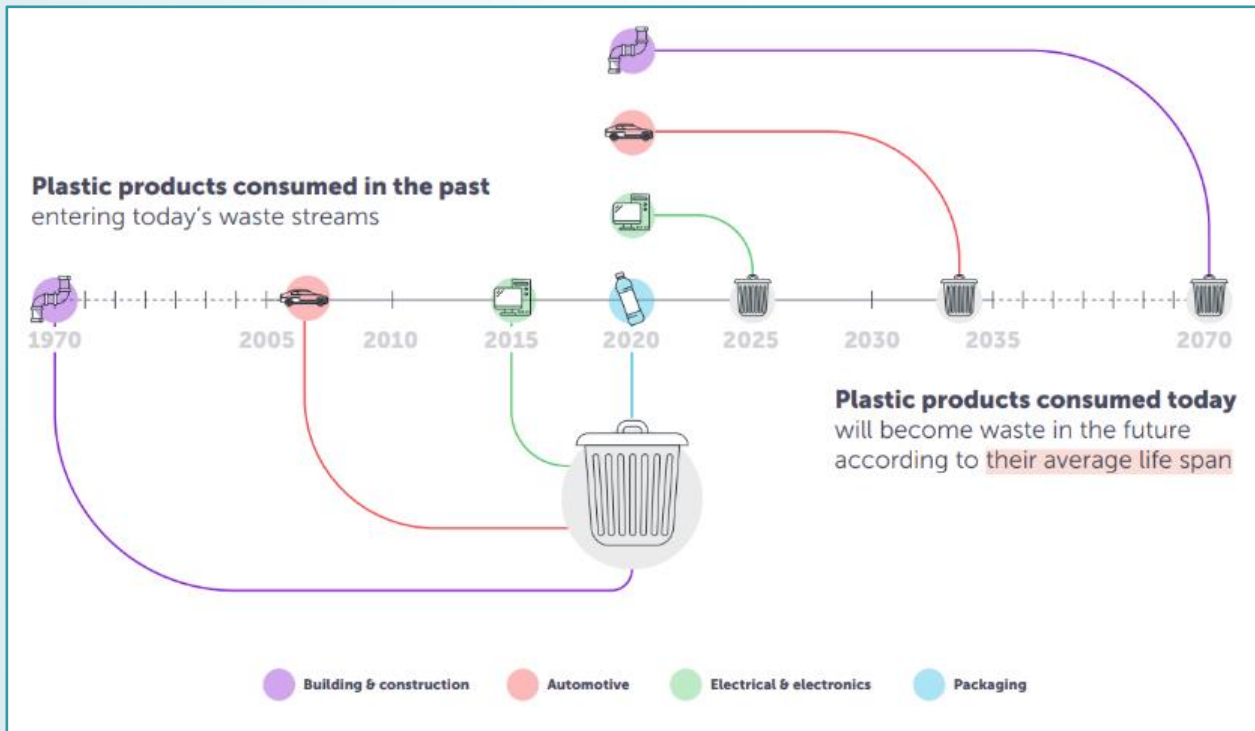 Plastic products consumed in the past
entering today's waste streams
1970
2005
2010
2015
2020
2025
2030
2035
2070
Plastic products consumed today
will become waste in the future
according to their average life span
Building & construction
Automotive
Electrical & electronics
Packaging